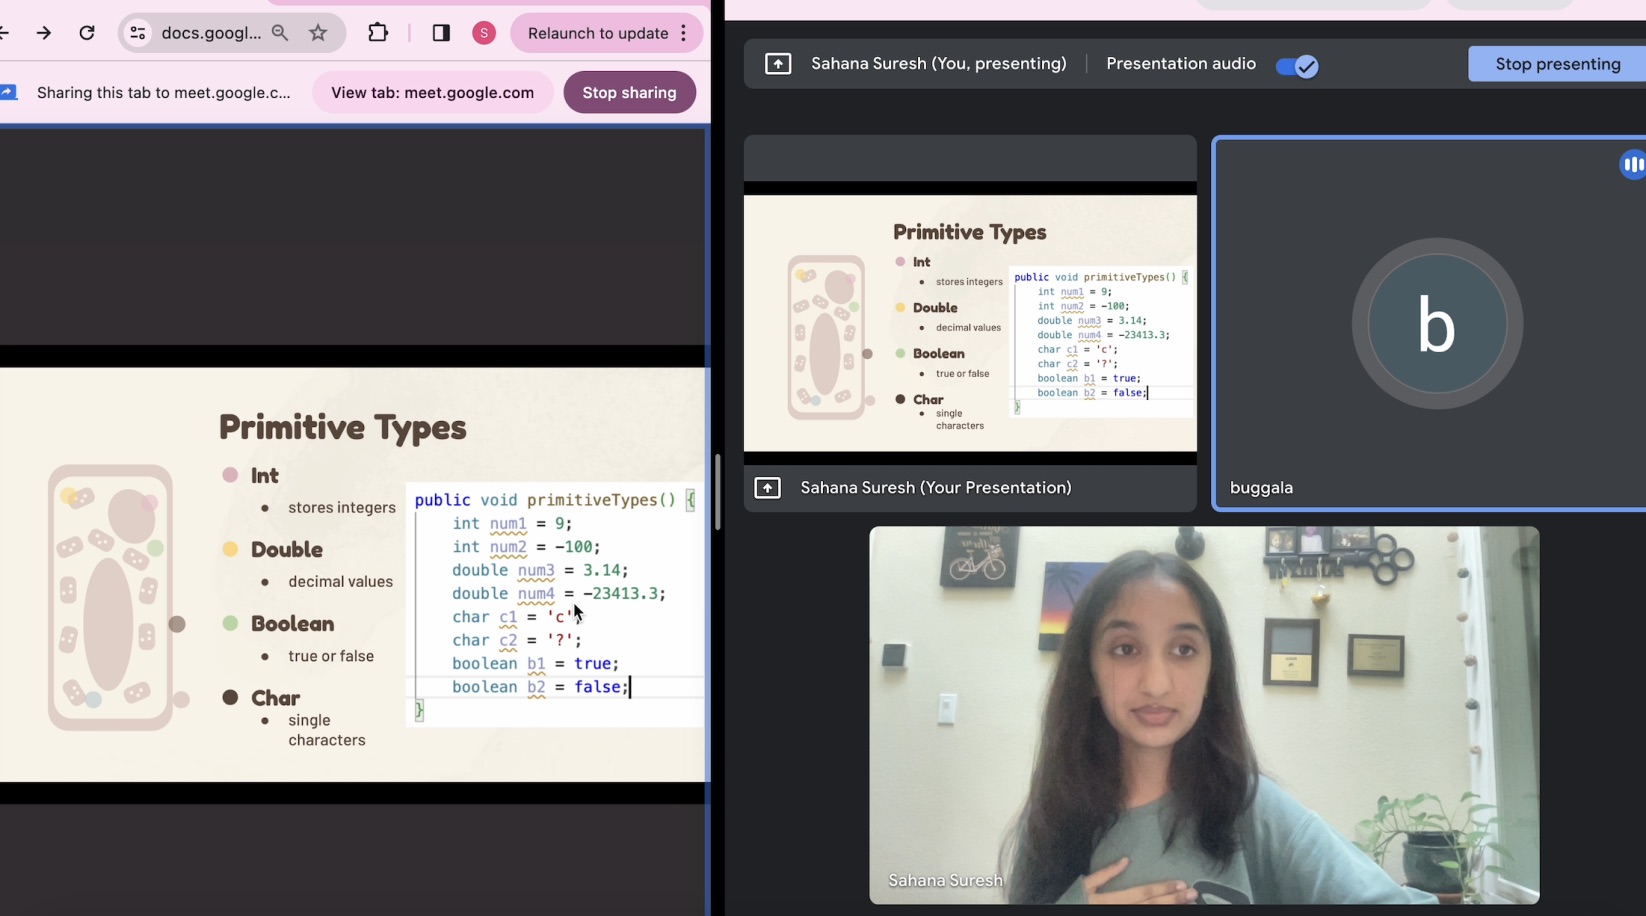 docs.googl...
S
Relaunch to update
Sharing this tab to meet.google.c...
View tab: meet.google.com
Stop sharing
Primitive Types
Int
stores integers
Double
decimal values
Boolean
true or false
Char
single
characters
public void primitiveTypes() {
int num1 = 9;
int num2 = -100;
double num3 = 3.14;
double num4 = -23413.3;
char c1 = 'c'
char c2 = '?';
boolean b1 = true;
boolean b2 = false;
}
Sahana Suresh (You, presenting)
Presentation audio
Stop presenting
Primitive Types
Int
stores integers
Double
decimal values
Boolean
true or false
Char
single
characters
public void primitiveTypes() {
int num1 = 9;
int num2 = -100;
double num3 = 3.14;
double num4 = -23413.3;
char c1 = 'c';
char c2 = '?';
boolean b1 = true;
boolean b2 = false;
}
Sahana Suresh (Your Presentation)
b
buggala
Sahana Suresh